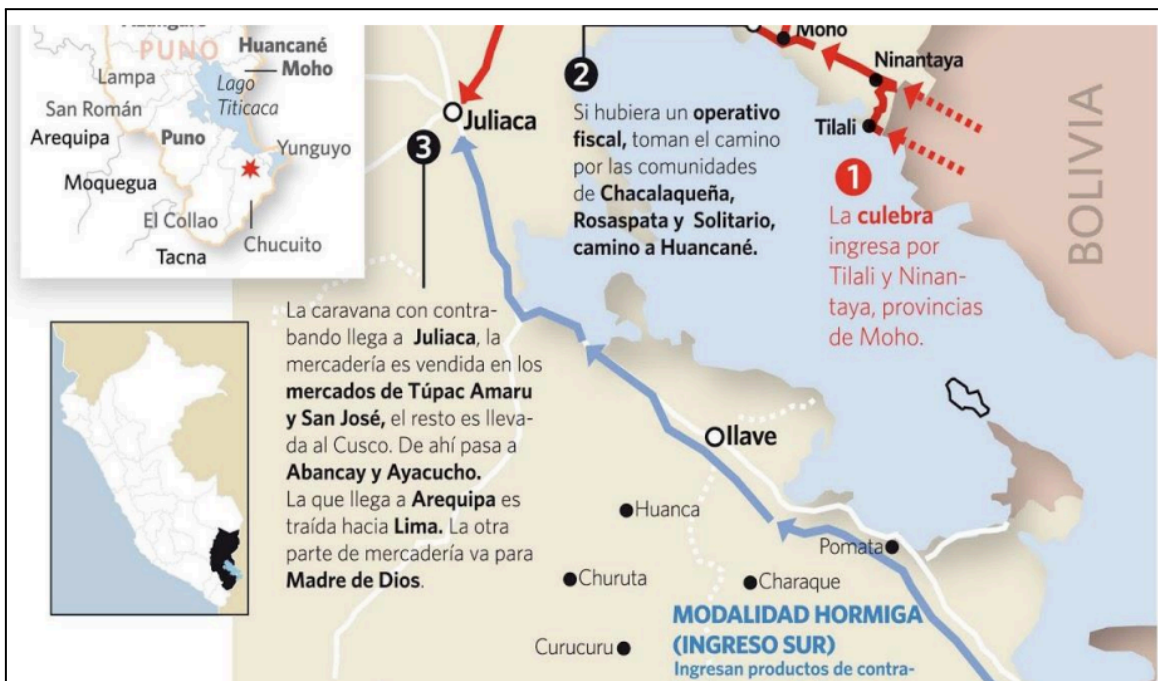 PUNO
Huancané
Moho
Lampa
Lago
Titicaca
San Román
Arequipa
Puno
Yunguyo
Moquegua
El Collao
Chucuito
Tacna
Juliaca
Moho
Ninantaya
Tilali
BOLIVIA
2
Si hubiera un operativo
fiscal, toman el camino
por las comunidades
de Chacalaqueña,
Rosaspata y Solitario,
camino a Huancané.
1
La culebra
ingresa por
Tilali y Ninan-
taya, provincias
de Moho.
3
La caravana con contra-
bando llega a Juliaca, la
mercadería es vendida en los
mercados de Túpac Amaru
y San José, el resto es lleva-
da al Cusco. De ahí pasa a
Abancay y Ayacucho.
La que llega a Arequipa es
traída hacia Lima. La otra
parte de mercadería va para
Madre de Dios.
Ilave
Huanca
Pomata
Churuta
Charaque
Curucuru
MODALIDAD HORMIGA
(INGRESO SUR)
Ingresan productos de contra-